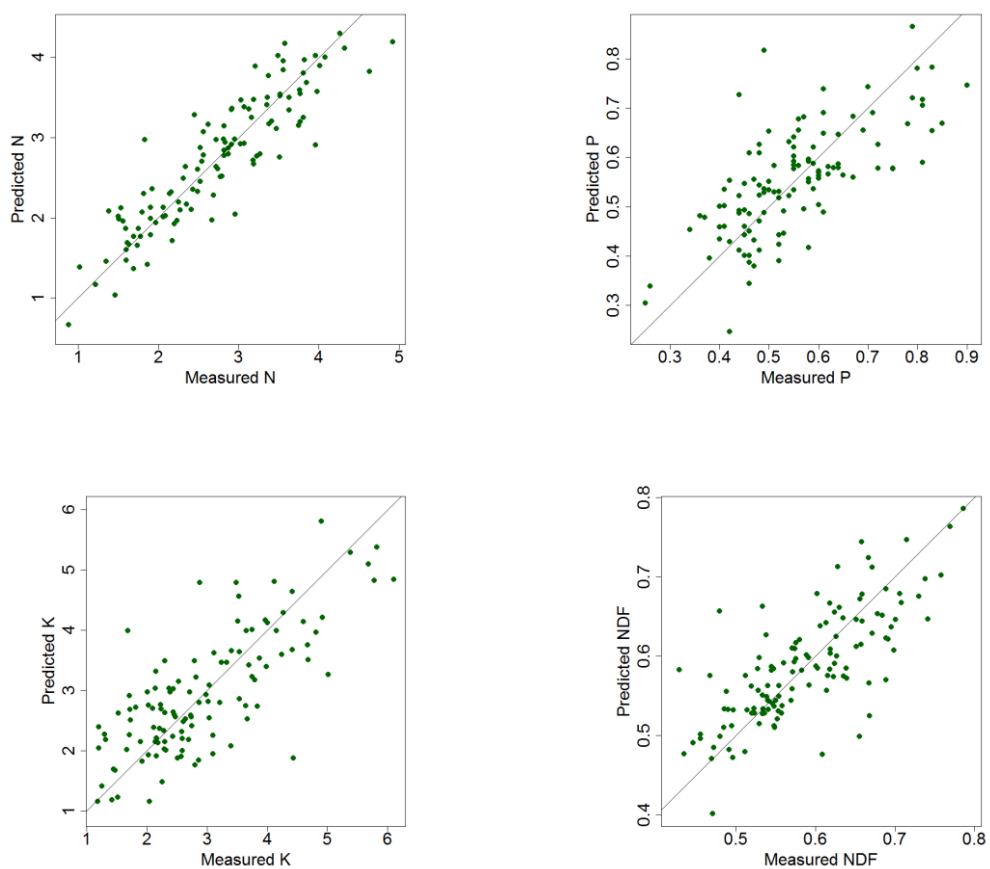 4
3
2
1
Predicted N
1 2 3 4 5
Measured N
0.8
0.7
0.6
0.5
0.4
0.3
Predicted P
0.3 0.4 0.5 0.6 0.7 0.8 0.9
Measured P
6
5
4
3
2
1
Predicted K
1 2 3 4 5 6
Measured K
0.8
0.7
0.6
0.5
0.4
Predicted NDF
0.5 0.6 0.7 0.8
Measured NDF